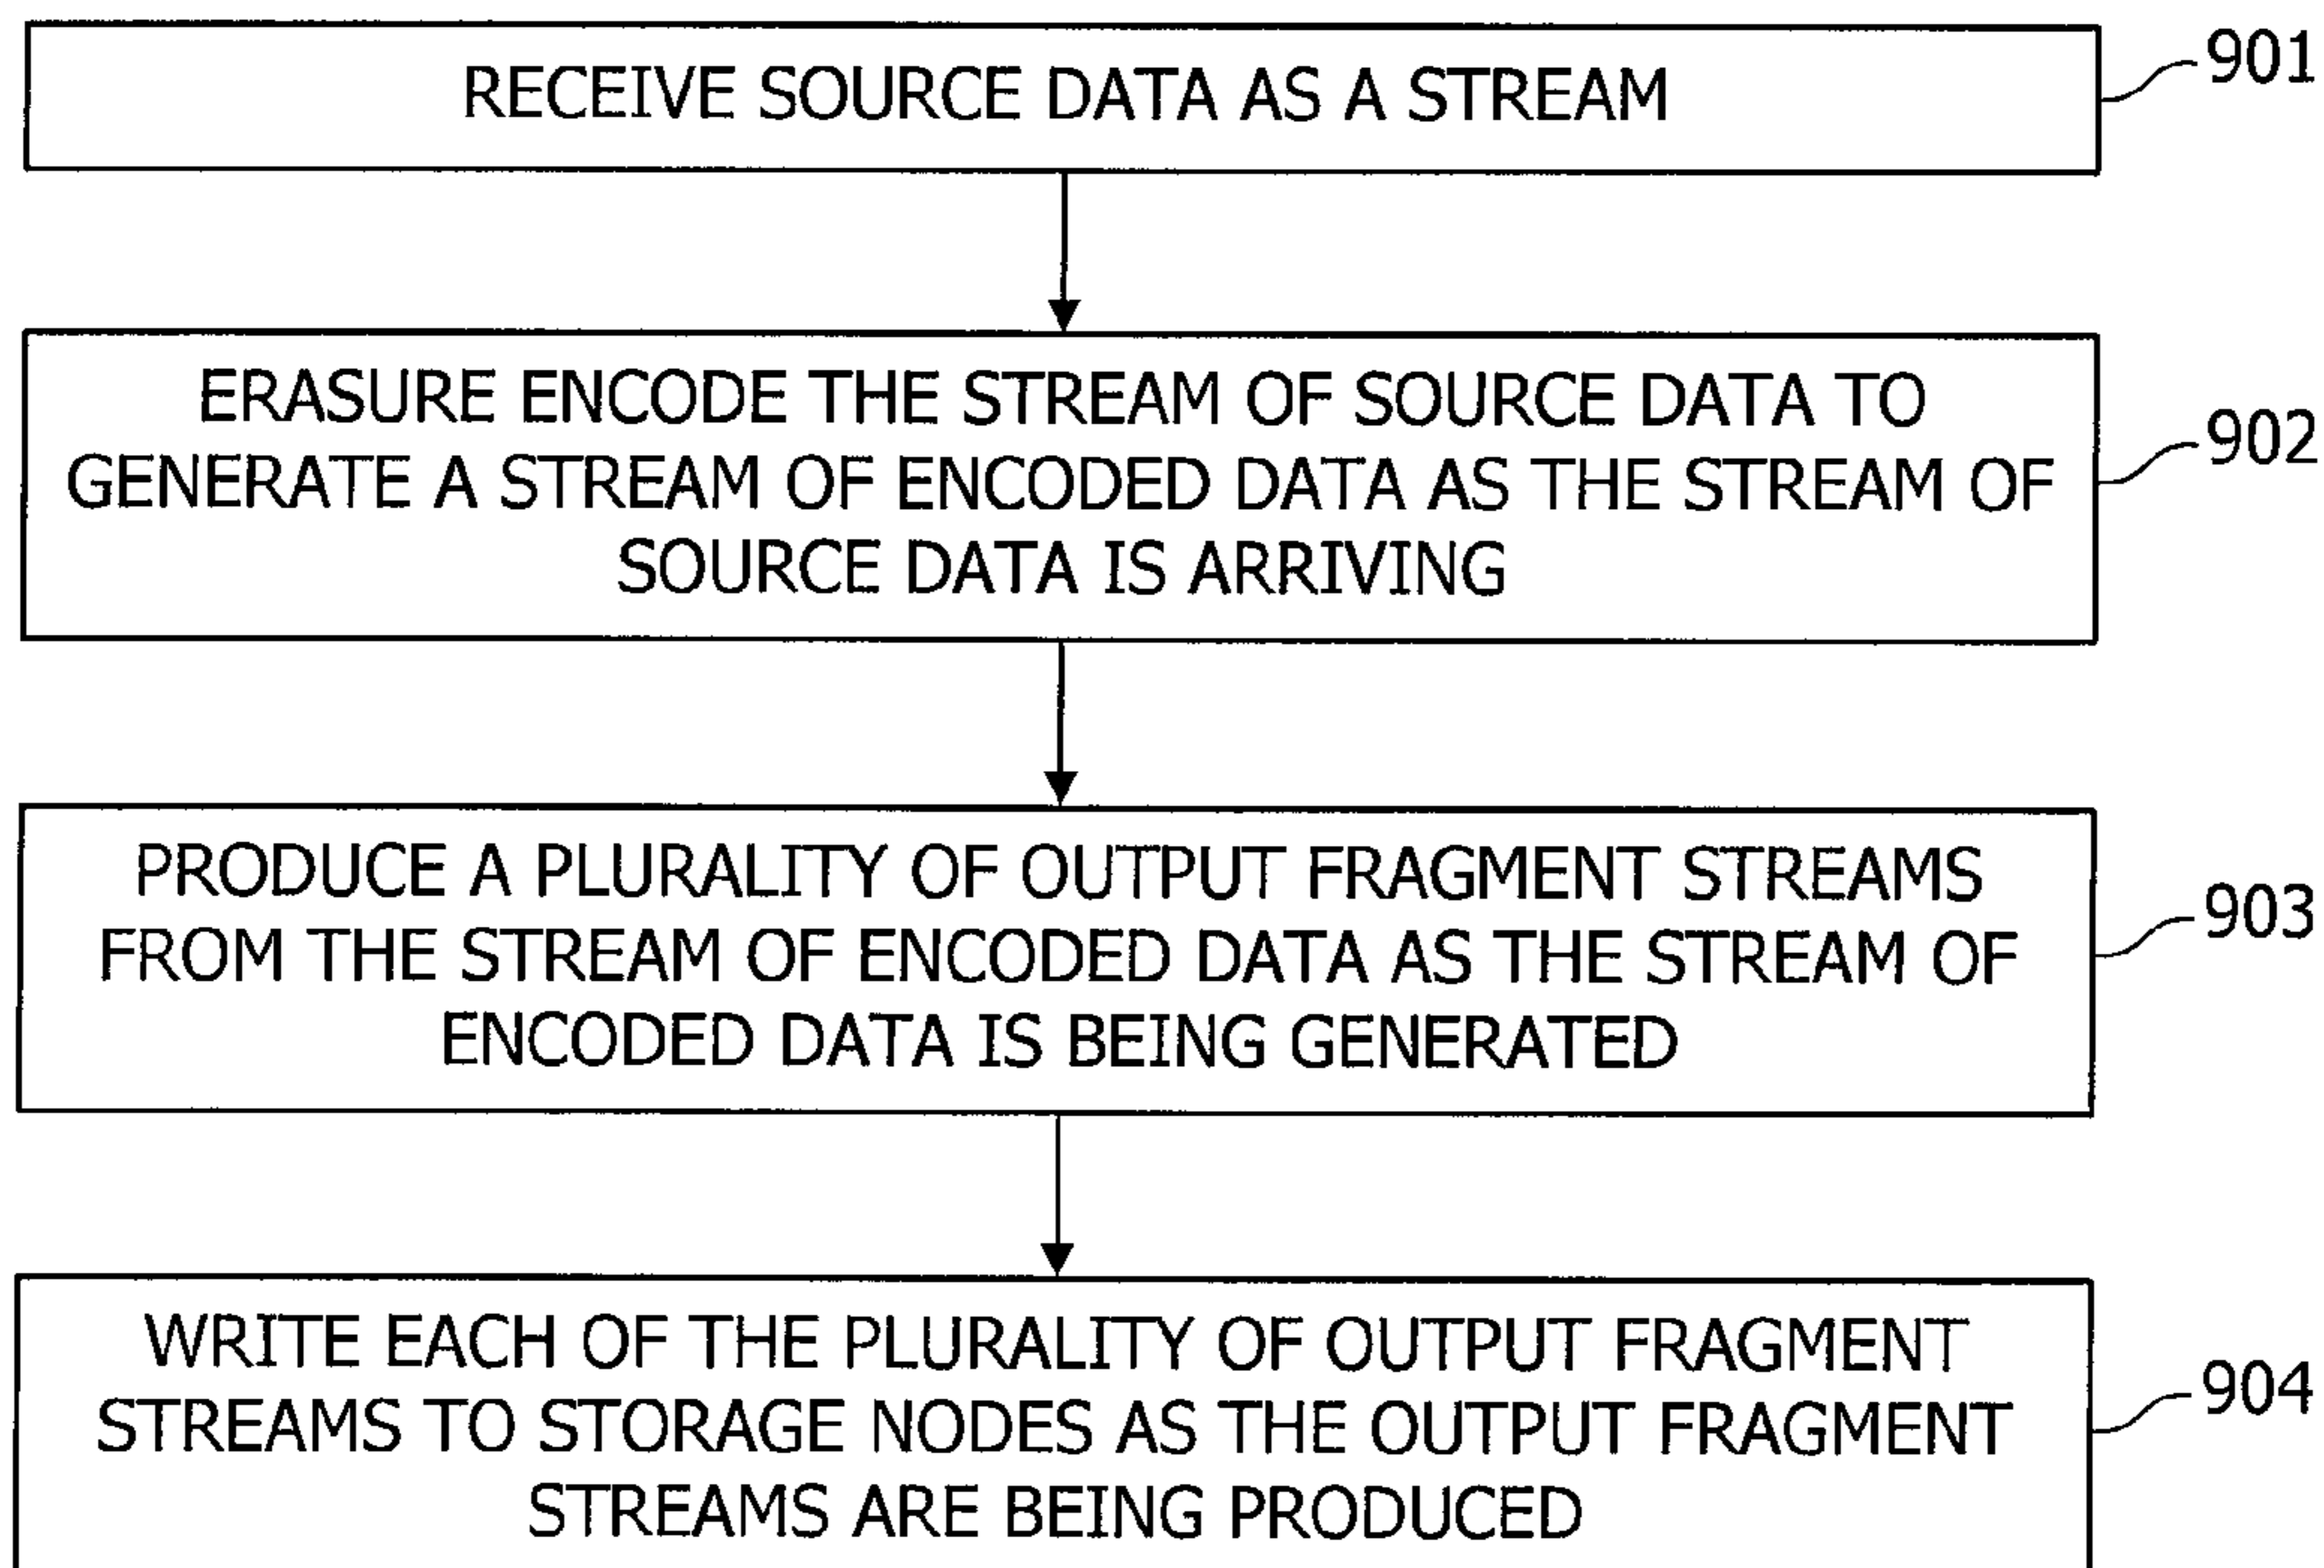 RECEIVE SOURCE DATA AS A STREAM
901
ERASURE ENCODE THE STREAM OF SOURCE DATA TO
GENERATE A STREAM OF ENCODED DATA AS THE STREAM OF
SOURCE DATA IS ARRIVING
902
PRODUCE A PLURALITY OF OUTPUT FRAGMENT STREAMS
FROM THE STREAM OF ENCODED DATA AS THE STREAM OF
ENCODED DATA IS BEING GENERATED
903
WRITE EACH OF THE PLURALITY OF OUTPUT FRAGMENT
STREAMS TO STORAGE NODES AS THE OUTPUT FRAGMENT
STREAMS ARE BEING PRODUCED
904